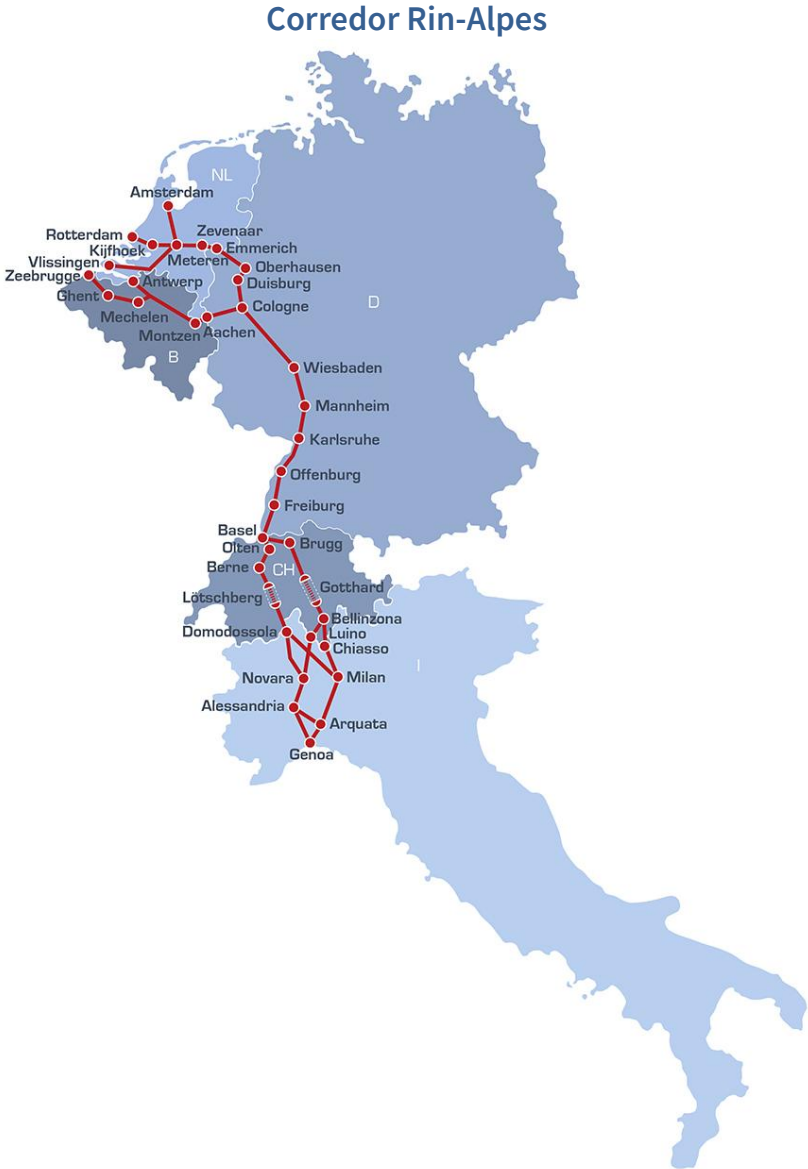 Corredor Rin-Alpes
NL
Amsterdam
Rotterdam
Zevenaar
Kijfhoek
Emmerich
Meteren
Vlissingen
Oberhausen
Zeebrugge
Antwerp
Duisburg
Ghent
D
Cologne
Mechelen
Montzen
Aachen
B
Wiesbaden
Mannheim
Karlsruhe
Offenburg
Freiburg
Basel
Brugg
Olten
Berne
CH
Gotthard
Lötschberg
Bellinzona
Domodossola
Luino
Chiasso
I
Novara
Milan
Alessandria
Arquata
Genoa